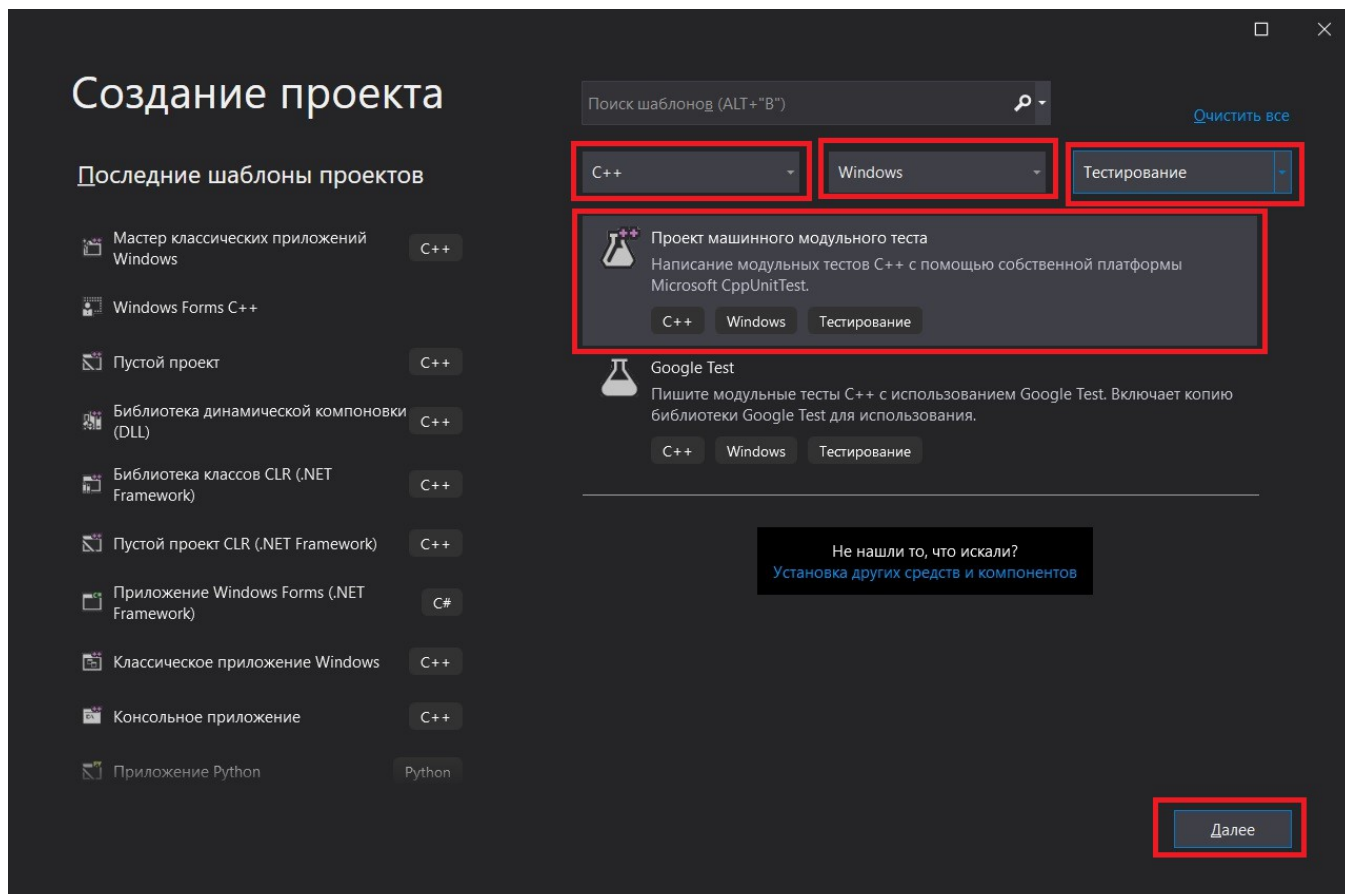 Создание проекта
Поиск шаблонов (ALT+"B")
Очистить все
Последние шаблоны проектов
C++
Windows
Тестирование
Мастер классических приложений
Windows
C++
Windows Forms C++
Пустой проект
C++
Библиотека динамической компоновки
(DLL)
C++
Библиотека классов CLR (.NET
Framework)
C++
Пустой проект CLR (.NET Framework)
C++
Приложение Windows Forms (.NET
Framework)
C#
Классическое приложение Windows
C++
Консольное приложение
C++
Приложение Python
Python
Проект машинного модульного теста
Написание модульных тестов C++ с помощью собственной платформы
Microsoft CppUnitTest.
C++ Windows Тестирование
Google Test
Пишите модульные тесты C++ с использованием Google Test. Включает копию
библиотеки Google Test для использования.
C++ Windows Тестирование
Не нашли то, что искали?
Установка других средств и компонентов
Далее